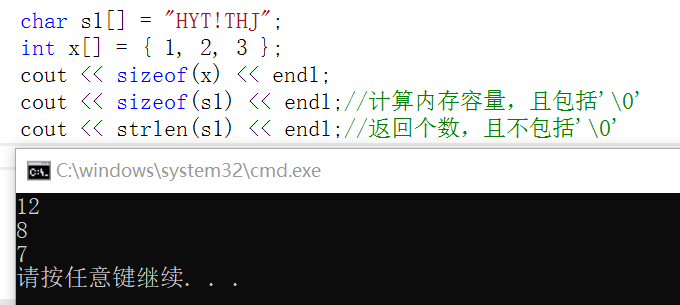 char s1[] = "HYT!THJ";
int x[] = { 1, 2, 3 };
cout << sizeof(x) << endl;
cout << sizeof(s1) << endl;//计算内存容量，且包括'\0'
cout << strlen(s1) << endl;//返回个数，且不包括'\0'
C:\windows\system32\cmd.exe
12
8
7
请按任意键继续. . .